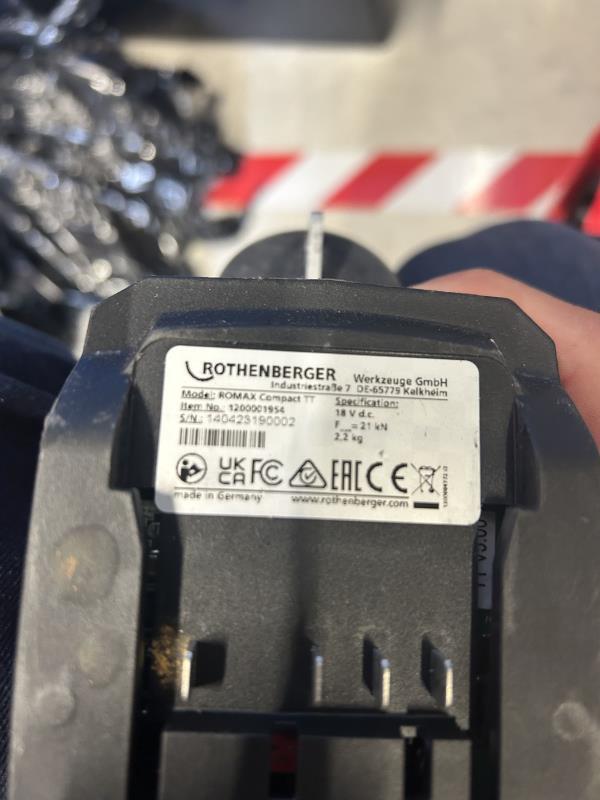 ROTHENBERGER Werkzeuge GmbH
Industriestraße 7 DE-65779 Kelkheim
Model: ROMAX Compact TT
Item No.: 1200001954
S/N.: 140423190002
Specification:
18 V d.c.
= 21 kN
2,2 kg
UK CA FC EAC CE
made in Germany www.rothenberger.com